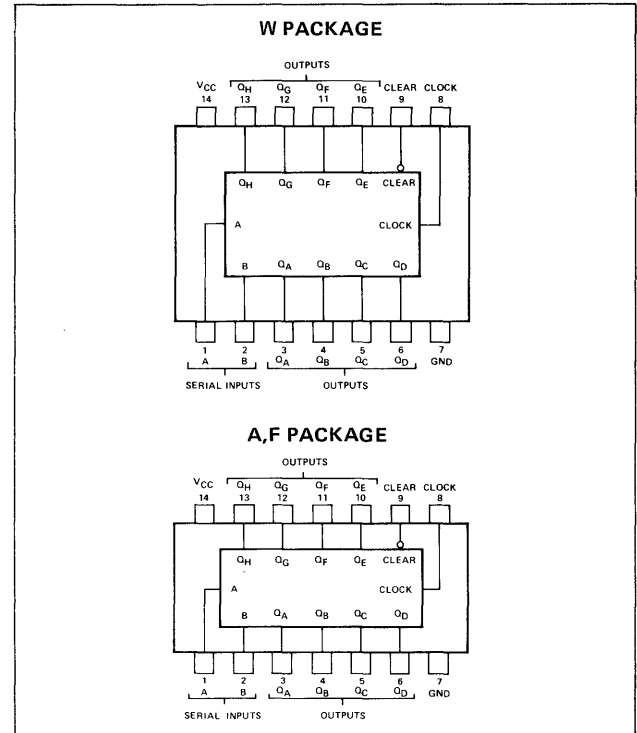 W PACKAGE
OUTPUTS
VCC QH QG QF QE CLEAR CLOCK
14 13 12 11 10 9 8
QH QG QF QE CLEAR
A CLOCK
B QA QB QC QD
1 2 3 4 5 6 7
A B QA QB QC QD GND
SERIAL INPUTS OUTPUTS
A,F PACKAGE
OUTPUTS
VCC QH QG QF QE CLEAR CLOCK
14 13 12 11 10 9 8
QH QG QF QE CLEAR
A CLOCK
B QA QB QC QD
1 2 3 4 5 6 7
A B QA QB QC QD GND
SERIAL INPUTS OUTPUTS